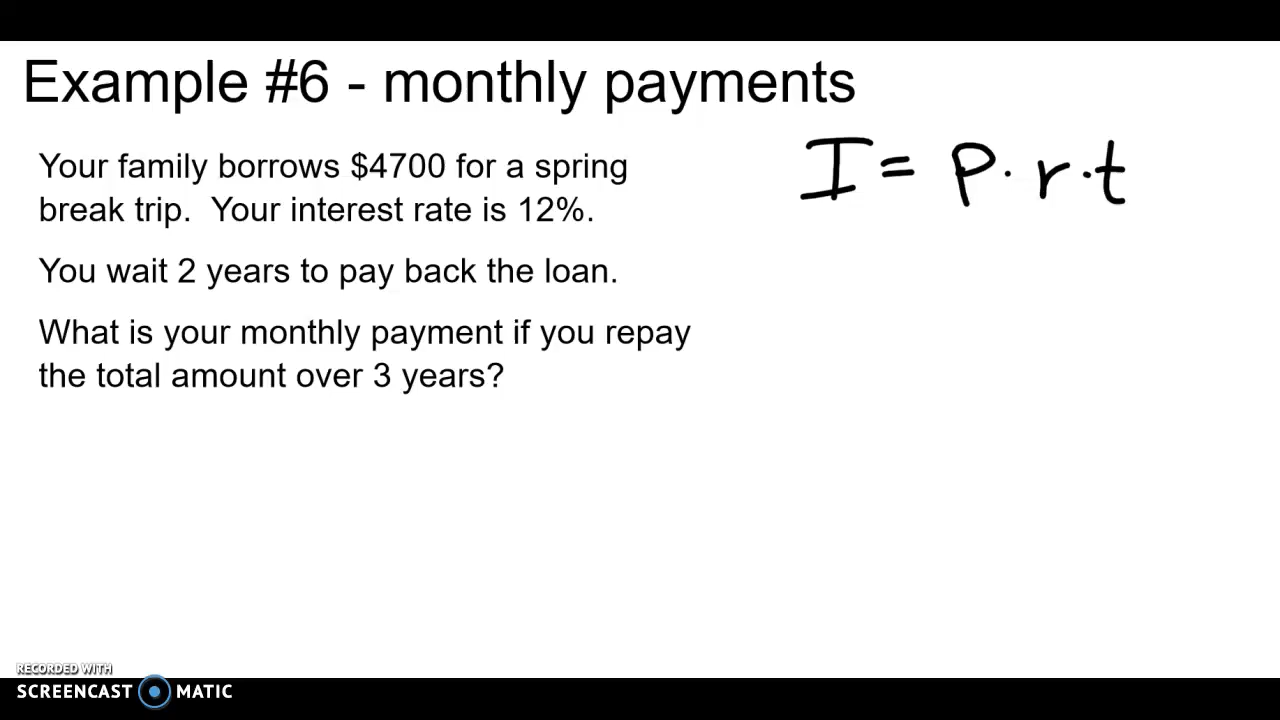 Example #6 - monthly payments
Your family borrows $4700 for a spring
break trip. Your interest rate is 12%.
You wait 2 years to pay back the loan.
What is your monthly payment if you repay
the total amount over 3 years?
I = P · r · t
RECORDED WITH
SCREENCAST MATIC